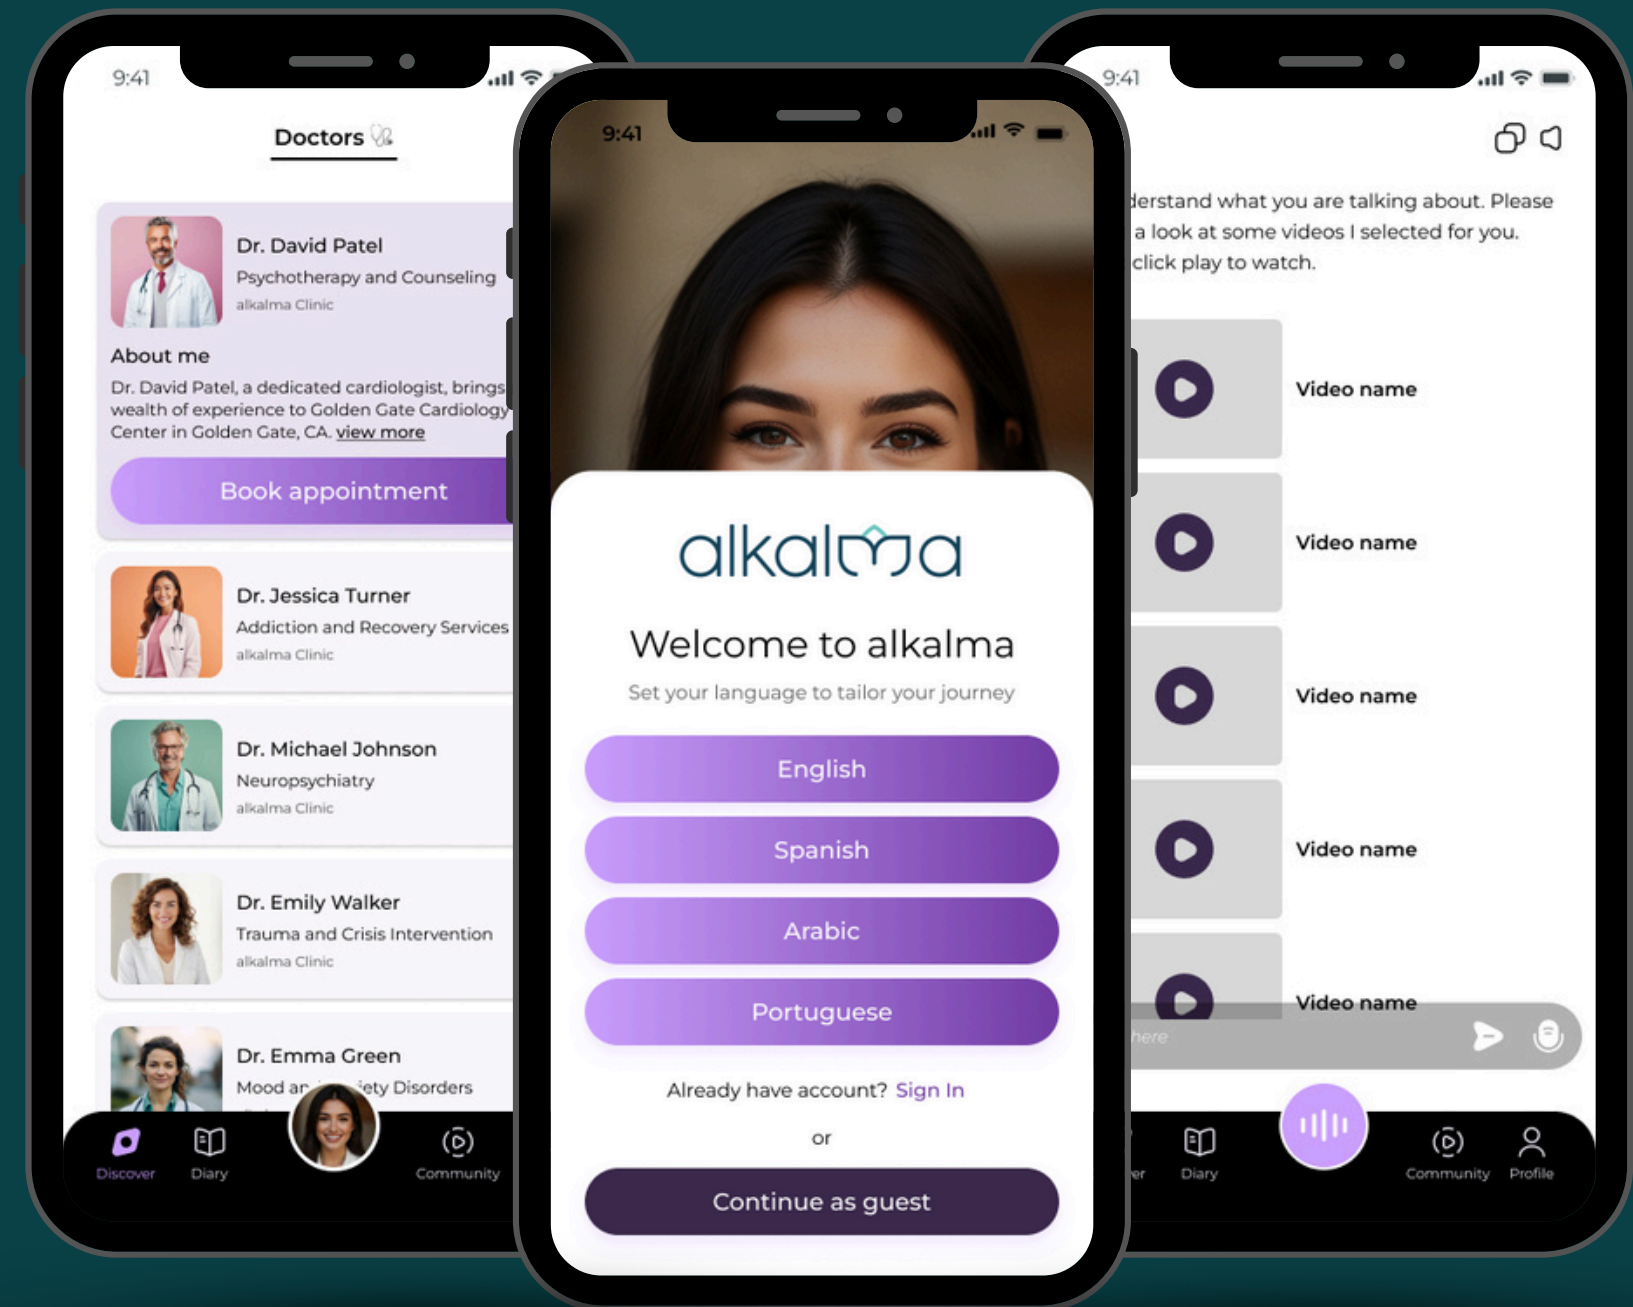 9:41
Doctors
Dr. David Patel
Psychotherapy and Counseling
alkalma Clinic
About me
Dr. David Patel, a dedicated cardiologist, brings
wealth of experience to Golden Gate Cardiology
Center in Golden Gate, CA. view more
Book appointment
Dr. Jessica Turner
Addiction and Recovery Services
alkalma Clinic
Dr. Michael Johnson
Neuropsychiatry
alkalma Clinic
Dr. Emily Walker
Trauma and Crisis Intervention
alkalma Clinic
Dr. Emma Green
Mood Disorders
Discover
Diary
Community
9:41
alkalma
Welcome to alkalma
Set your language to tailor your journey
English
Spanish
Arabic
Portuguese
Already have account? Sign In
or
Continue as guest
9:41
what you are talking about. Please
a look at some videos I selected for you.
click play to watch.
Video name
Video name
Video name
Video name
Video name
here
Diary
Community
Profile